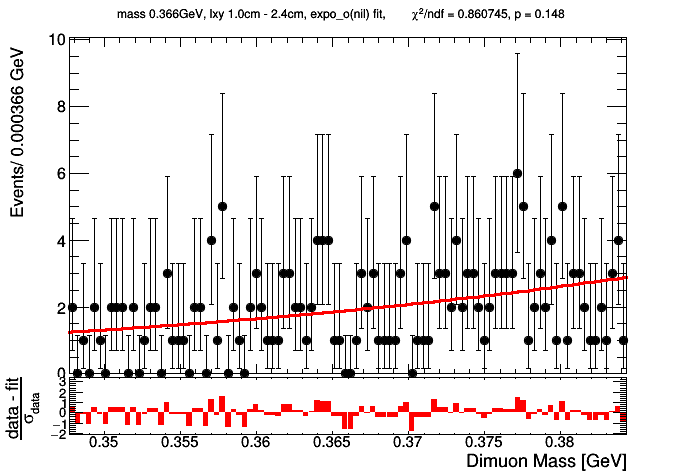 mass 0.366GeV, lxy 1.0cm - 2.4cm, expo_o(nil) fit, χ²/ndf = 0.860745, p = 0.148
Events/ 0.000366 GeV
10
8
6
4
2
0
data - fit
σdata
3
2
1
0
−1
−2
0.35 0.355 0.36 0.365 0.37 0.375 0.38
Dimuon Mass [GeV]